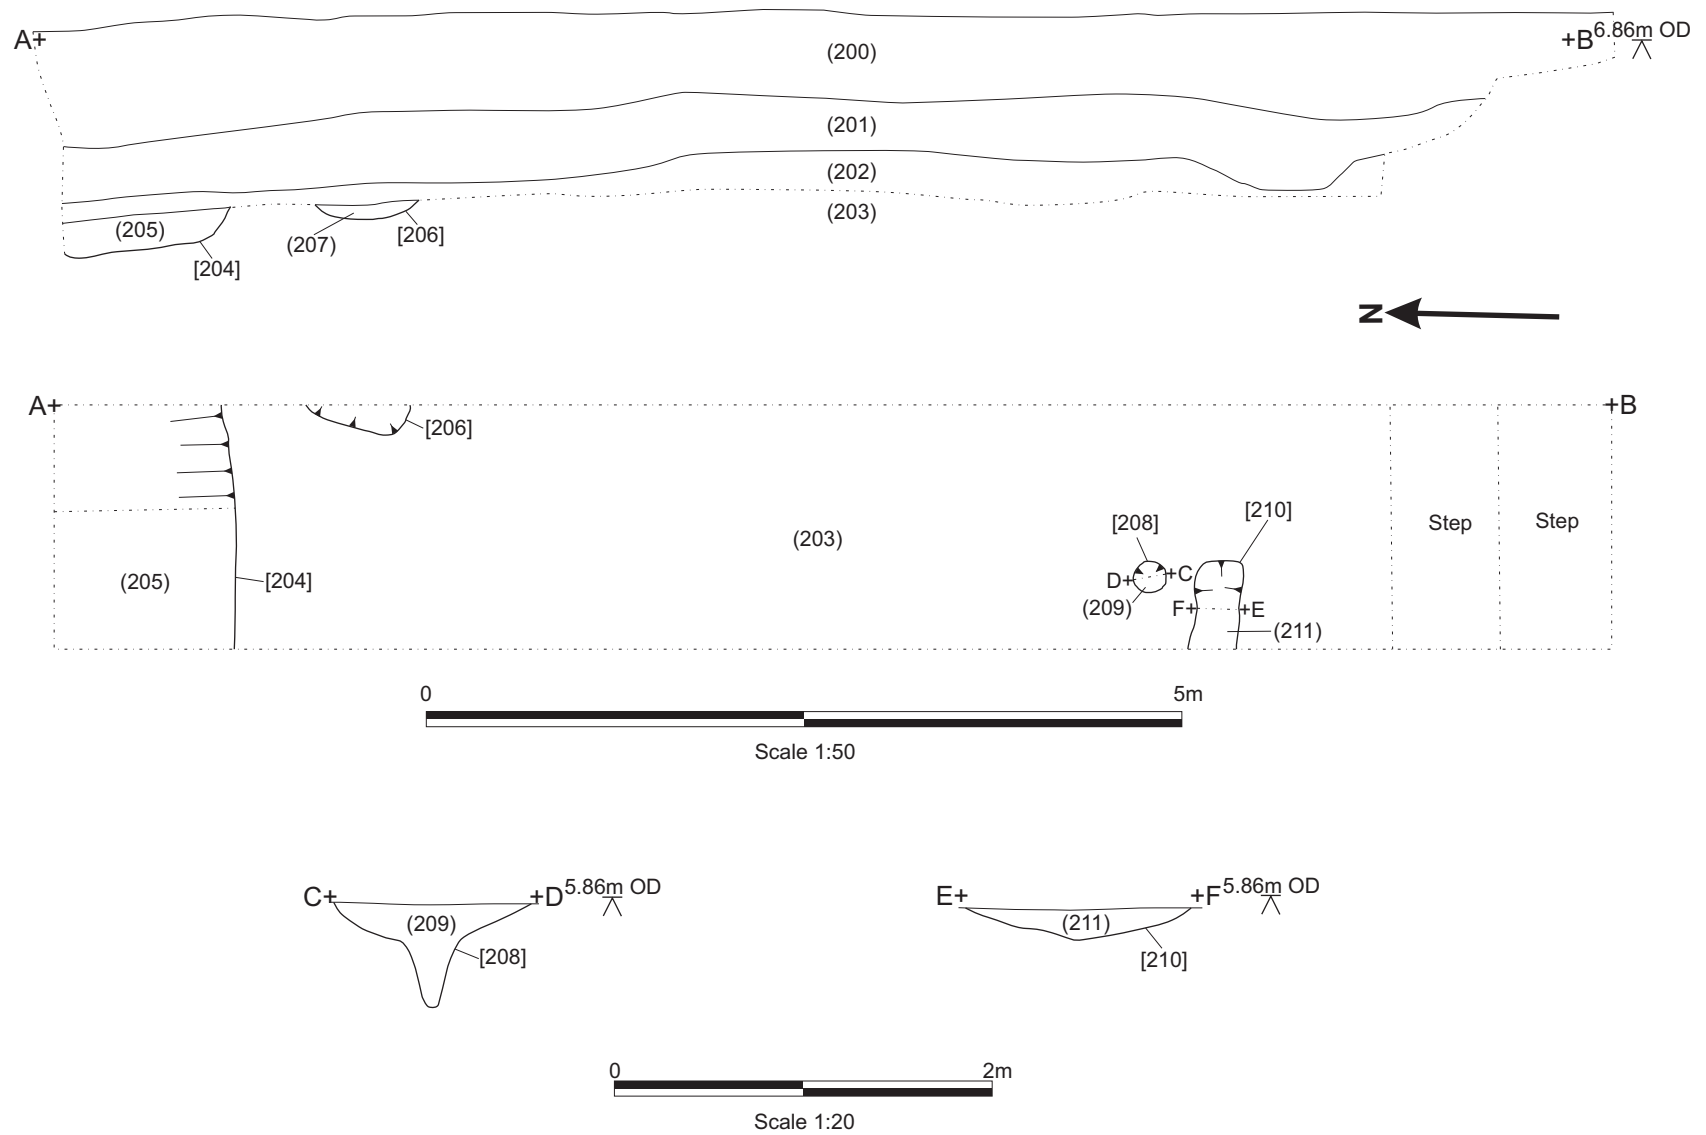 A+
(200)
+B 6.86m OD
(201)
(202)
(203)
(205)
(207)
[206]
[204]
N
A+
+B
[206]
[210]
[208]
Step
Step
(203)
D+
+C
(205)
[204]
(209)
F+
+E
(211)
0
5m
Scale 1:50
C+
+D 5.86m OD
E+
+F 5.86m OD
(209)
(211)
[208]
[210]
0
2m
Scale 1:20